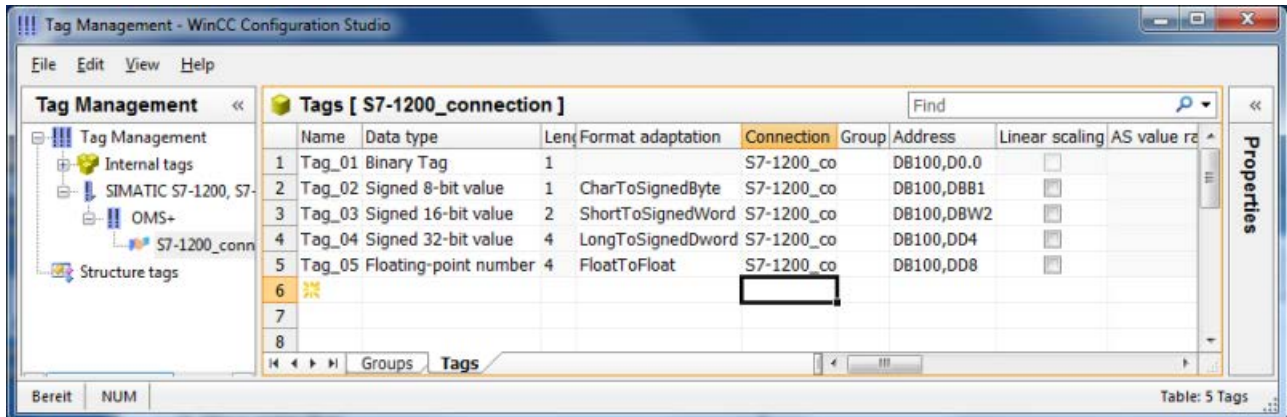 Tag Management - WinCC Configuration Studio
File Edit View Help
Tag Management «
Tag Management
Internal tags
SIMATIC S7-1200, S7-
OMS+
S7-1200_conn
Structure tags
Tags [ S7-1200_connection ] Find
Name Data type Leng Format adaptation Connection Group Address Linear scaling AS value ra
1 Tag_01 Binary Tag 1 S7-1200_co DB100,D0.0
2 Tag_02 Signed 8-bit value 1 CharToSignedByte S7-1200_co DB100,DBB1
3 Tag_03 Signed 16-bit value 2 ShortToSignedWord S7-1200_co DB100,DBW2
4 Tag_04 Signed 32-bit value 4 LongToSignedDword S7-1200_co DB100,DD4
5 Tag_05 Floating-point number 4 FloatToFloat S7-1200_co DB100,DD8
6
7
8
Groups Tags
«
Properties
Bereit NUM Table: 5 Tags